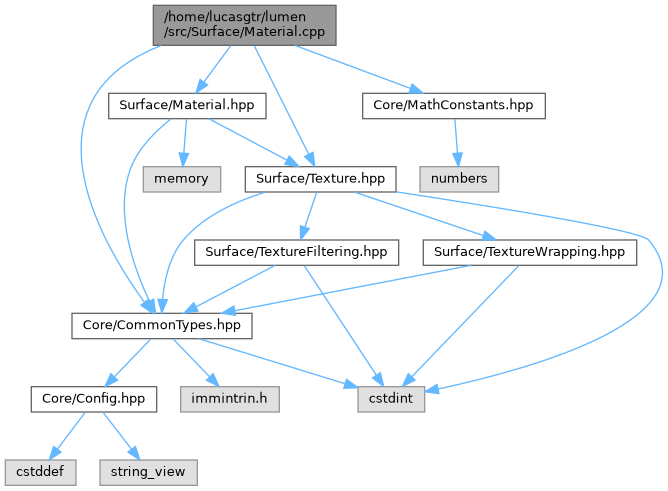 /home/lucasgtr/lumen
/src/Surface/Material.cpp
Surface/Material.hpp
Core/MathConstants.hpp
memory
Surface/Texture.hpp
numbers
Surface/TextureFiltering.hpp
Surface/TextureWrapping.hpp
Core/CommonTypes.hpp
Core/Config.hpp
immintrin.h
cstdint
cstddef
string_view